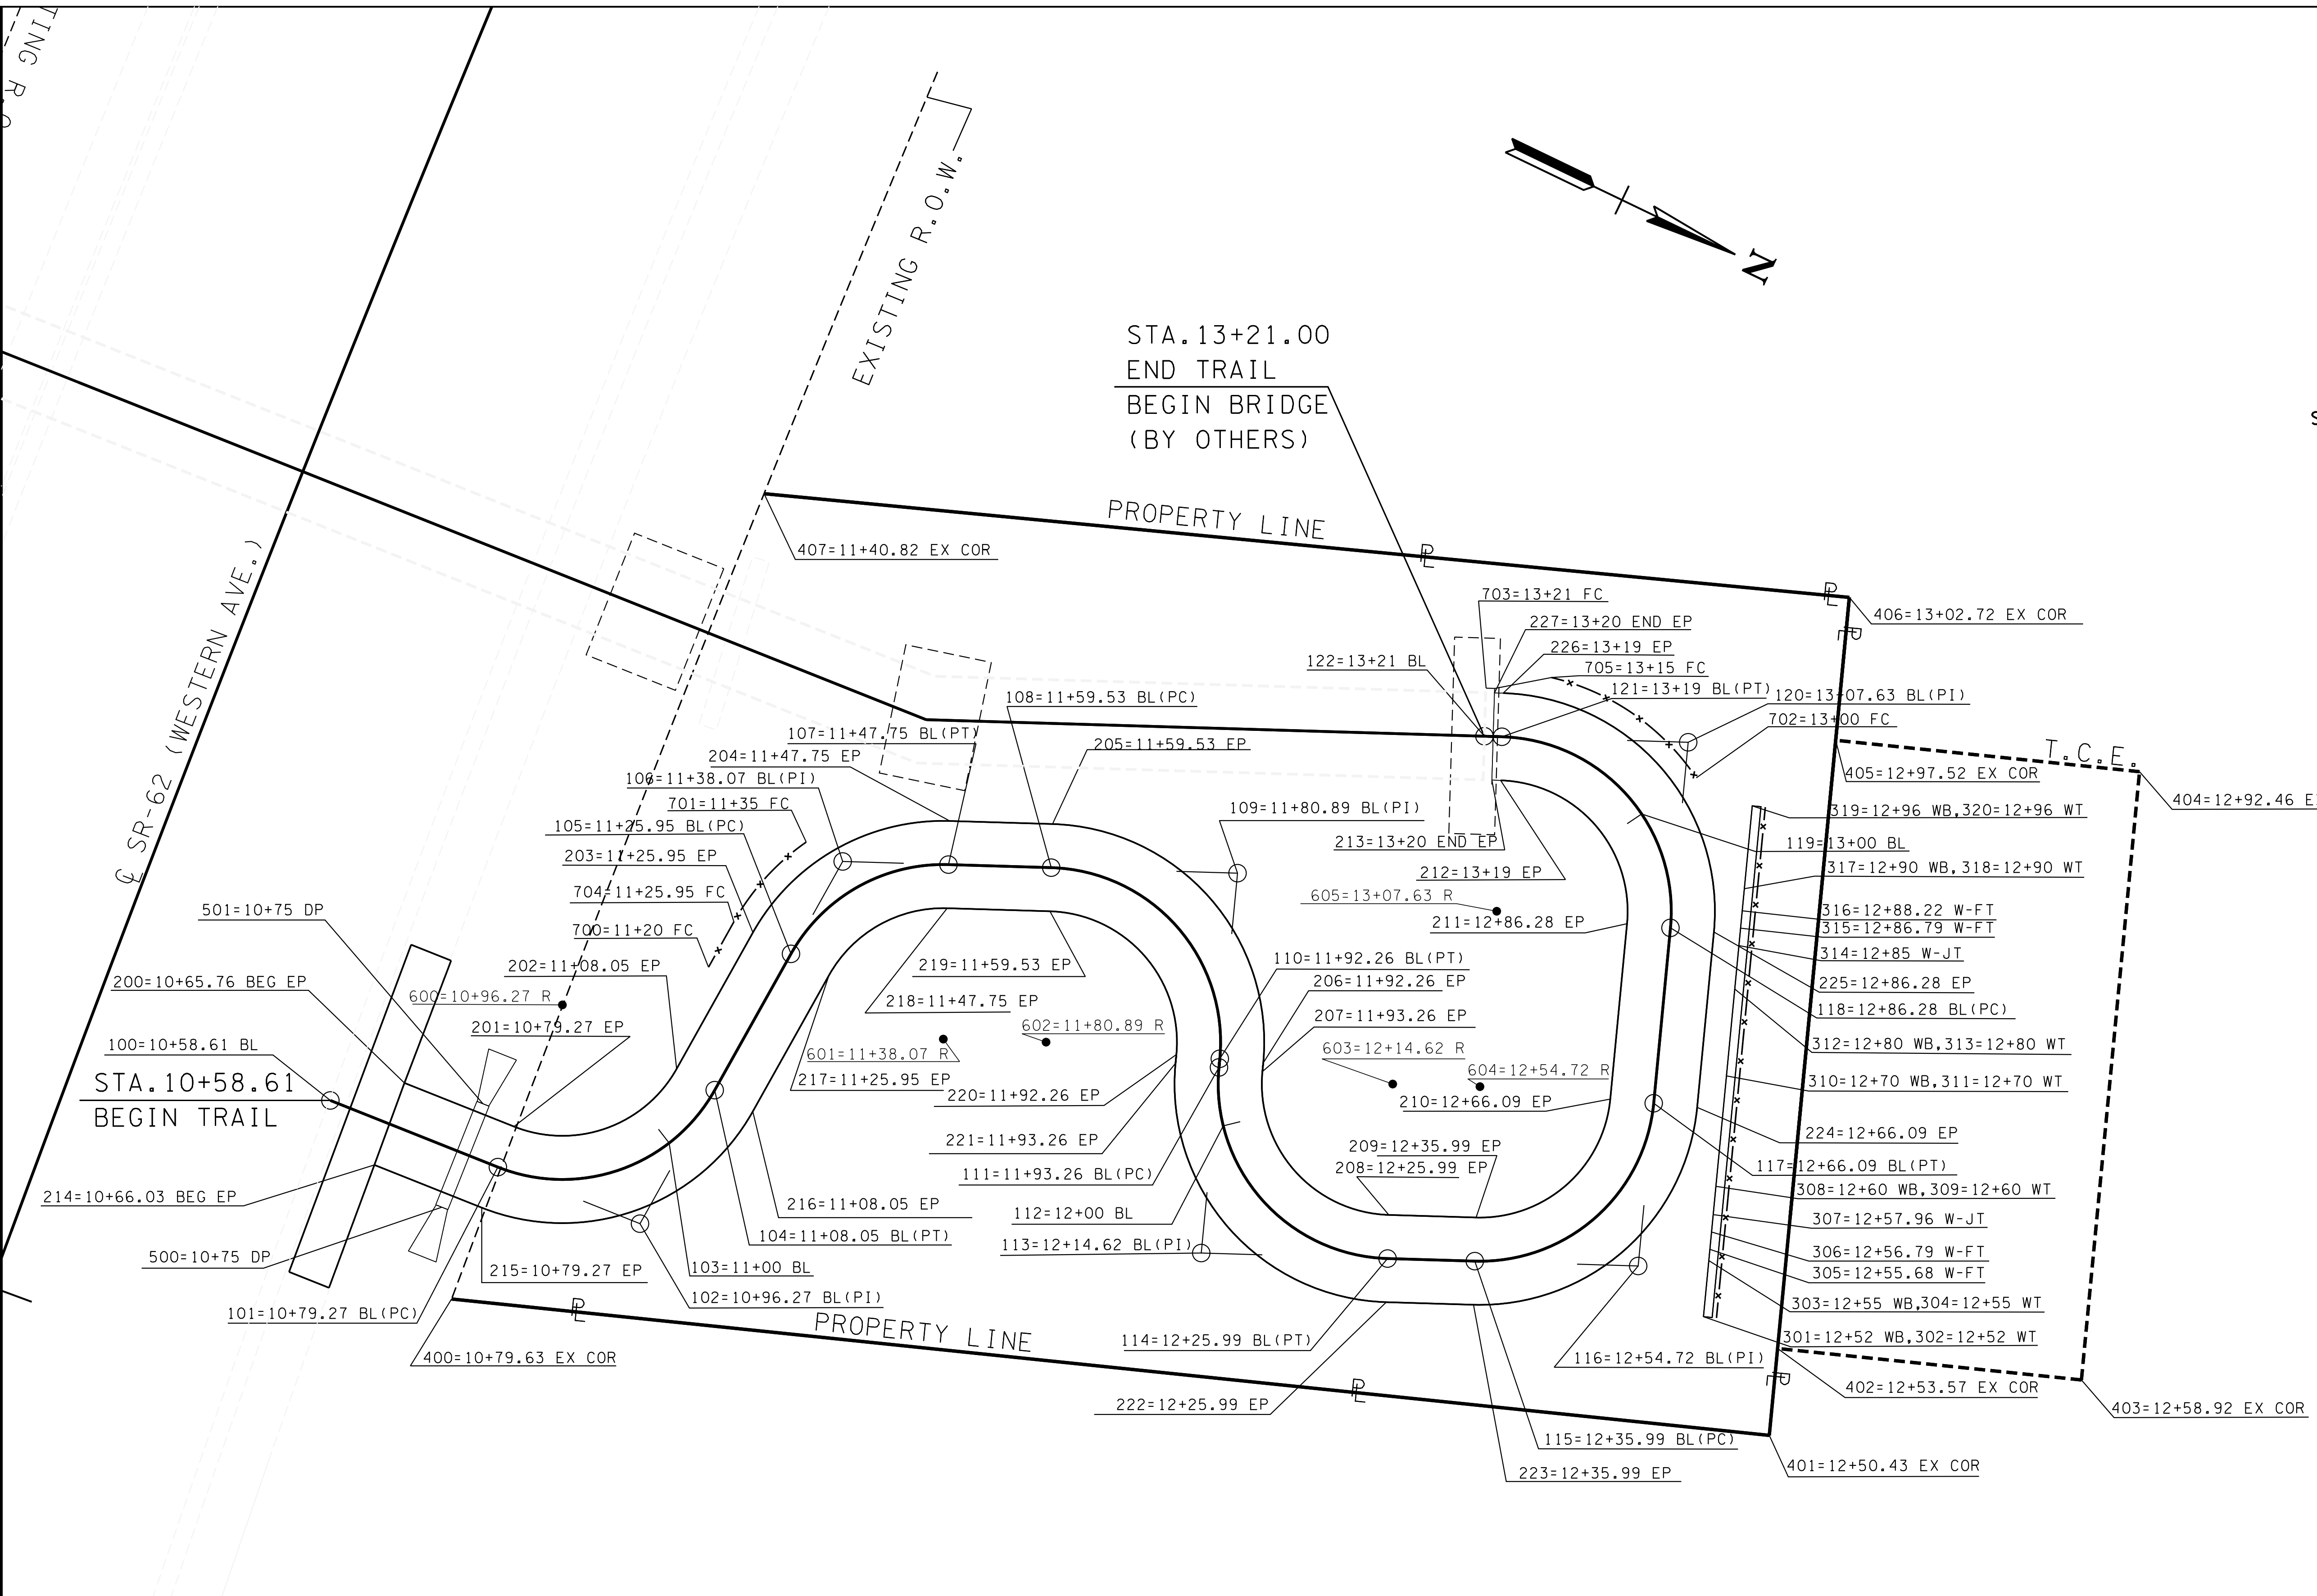 EXISTING R.O.W.
N
STA.13+21.00
END TRAIL
BEGIN BRIDGE
(BY OTHERS)
PROPERTY LINE
PL
PL
PL
407=11+40.82 EX COR
703=13+21 FC
227=13+20 END EP
226=13+19 EP
705=13+15 FC
122=13+21 BL
121=13+19 BL(PT)
120=13+07.63 BL(PI)
702=13+00 FC
406=13+02.72 EX COR
T.C.E.
405=12+97.52 EX COR
404=12+92.46
℄ SR-62 (WESTERN AVE.)
108=11+59.53 BL(PC)
107=11+47.75 BL(PT)
205=11+59.53 EP
204=11+47.75 EP
106=11+38.07 BL(PI)
701=11+35 FC
105=11+25.95 BL(PC)
203=11+25.95 EP
704=11+25.95 FC
700=11+20 FC
202=11+08.05 EP
109=11+80.89 BL(PI)
213=13+20 END EP
212=13+19 EP
605=13+07.63 R
211=12+86.28 EP
319=12+96 WB,320=12+96 WT
119=13+00 BL
317=12+90 WB,318=12+90 WT
316=12+88.22 W-FT
315=12+86.79 W-FT
314=12+85 W-JT
225=12+86.28 EP
118=12+86.28 BL(PC)
312=12+80 WB,313=12+80 WT
310=12+70 WB,311=12+70 WT
224=12+66.09 EP
117=12+66.09 BL(PT)
308=12+60 WB,309=12+60 WT
307=12+57.96 W-JT
306=12+56.79 W-FT
305=12+55.68 W-FT
303=12+55 WB,304=12+55 WT
301=12+52 WB,302=12+52 WT
501=10+75 DP
200=10+65.76 BEG EP
600=10+96.27 R
201=10+79.27 EP
100=10+58.61 BL
STA.10+58.61
BEGIN TRAIL
214=10+66.03 BEG EP
500=10+75 DP
101=10+79.27 BL(PC)
219=11+59.53 EP
218=11+47.75 EP
602=11+80.89 R
601=11+38.07 R
217=11+25.95 EP
220=11+92.26 EP
221=11+93.26 EP
111=11+93.26 BL(PC)
112=12+00 BL
113=12+14.62 BL(PI)
110=11+92.26 BL(PT)
206=11+92.26 EP
207=11+93.26 EP
603=12+14.62 R
604=12+54.72 R
210=12+66.09 EP
209=12+35.99 EP
208=12+25.99 EP
216=11+08.05 EP
104=11+08.05 BL(PT)
103=11+00 BL
102=10+96.27 BL(PI)
215=10+79.27 EP
PL
PROPERTY LINE
400=10+79.63 EX COR
114=12+25.99 BL(PT)
116=12+54.72 BL(PI)
PL
PL
222=12+25.99 EP
115=12+35.99 BL(PC)
223=12+35.99 EP
402=12+53.57 EX COR
403=12+58.92 EX COR
401=12+50.43 EX COR